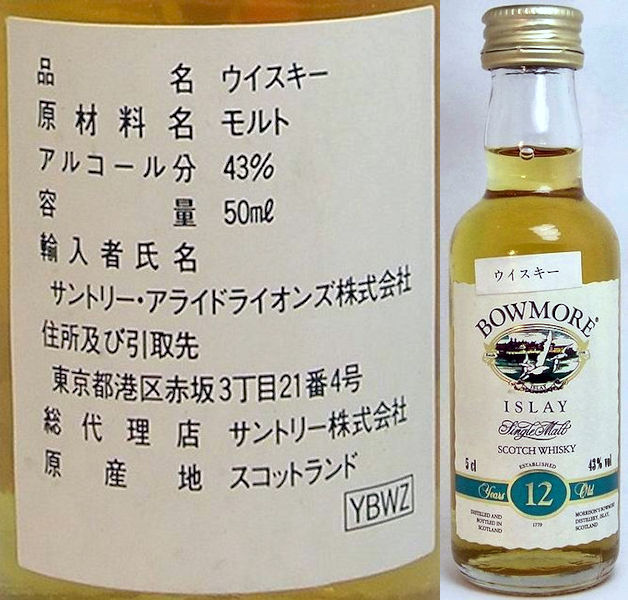 品名 ウイスキー
原材料名 モルト
アルコール分 43%
容量 50mℓ
輸入者氏名
サントリー・アライドライオンズ株式会社
住所及び引取先
東京都港区赤坂3丁目21番4号
総代理店 サントリー株式会社
原産地 スコットランド
YBWZ
ウイスキー
BOWMORE®
ISLAY
ISLAY
Single Malt
SCOTCH WHISKY
5 cl
43% vol
ESTABLISHED
Years 12 Old
1779
DISTILLED AND
BOTTLED IN
SCOTLAND
MORRISON'S BOWMORE
DISTILLERY, ISLAY,
SCOTLAND